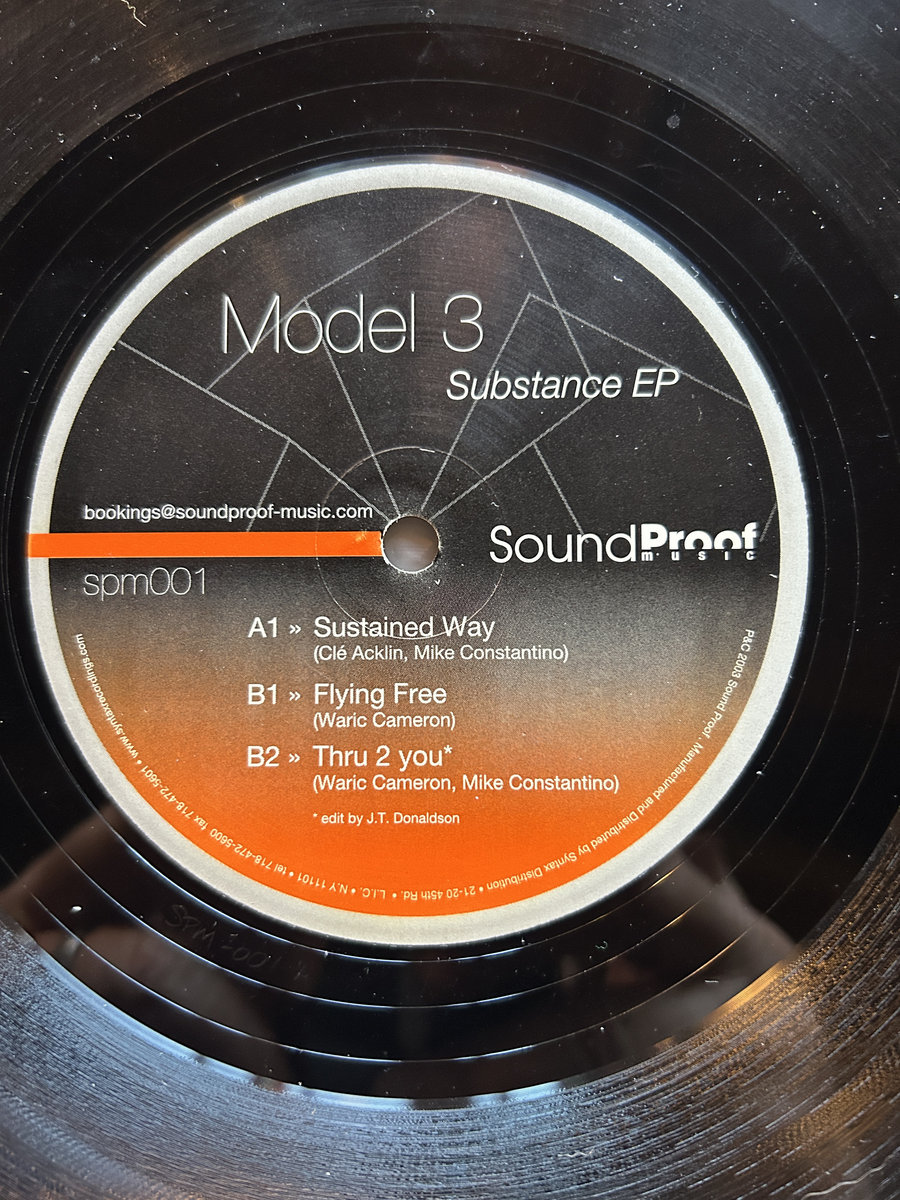 Model 3
Substance EP
bookings@soundproof-music.com
SoundProof
music
spm001
A1 » Sustained Way
(Clé Acklin, Mike Constantino)
B1 » Flying Free
(Waric Cameron)
B2 » Thru 2 you*
(Waric Cameron, Mike Constantino)
* edit by J.T. Donaldson
P&C 2003 Sound Proof. Manufactured and Distributed by Syntax Distribution • 21-20 45th Rd. • L.I.C. • N.Y 11101 • tel 718-472-5600 fax 718-472-5601 • www.syntaxrecordings.com